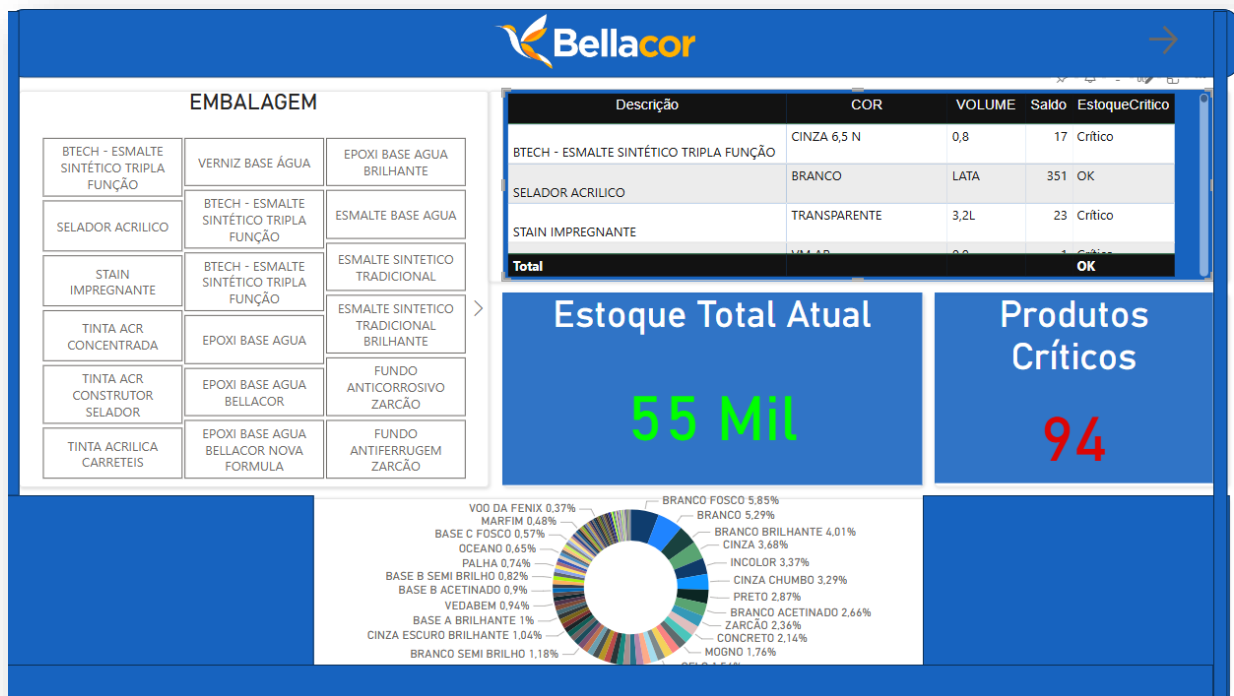 Bellacor
EMBALAGEM
BTECH - ESMALTE
SINTÉTICO TRIPLA
FUNÇÃO
VERNIZ BASE ÁGUA
EPOXI BASE AGUA
BRILHANTE
SELADOR ACRILICO
BTECH - ESMALTE
SINTÉTICO TRIPLA
FUNÇÃO
ESMALTE BASE AGUA
STAIN
IMPREGNANTE
BTECH - ESMALTE
SINTÉTICO TRIPLA
FUNÇÃO
ESMALTE SINTETICO
TRADICIONAL
TINTA ACR
CONCENTRADA
EPOXI BASE AGUA
ESMALTE SINTETICO
TRADICIONAL
BRILHANTE
TINTA ACR
CONSTRUTOR
SELADOR
EPOXI BASE AGUA
BELLACOR
FUNDO
ANTICORROSIVO
ZARCÃO
TINTA ACRILICA
CARRETEIS
EPOXI BASE AGUA
BELLACOR NOVA
FORMULA
FUNDO
ANTIFERRUGEM
ZARCÃO
Descrição COR VOLUME Saldo EstoqueCritico
BTECH - ESMALTE SINTÉTICO TRIPLA FUNÇÃO CINZA 6,5 N 0,8 17 Crítico
SELADOR ACRILICO BRANCO LATA 351 OK
STAIN IMPREGNANTE TRANSPARENTE 3,2L 23 Crítico
Total OK
Estoque Total Atual
55 Mil
Produtos
Críticos
94
VOO DA FENIX 0,37%
MARFIM 0,48%
BASE C FOSCO 0,57%
OCEANO 0,65%
PALHA 0,74%
BASE B SEMI BRILHO 0,82%
BASE B ACETINADO 0,9%
VEDABEM 0,94%
BASE A BRILHANTE 1%
CINZA ESCURO BRILHANTE 1,04%
BRANCO SEMI BRILHO 1,18%
BRANCO FOSCO 5,85%
BRANCO 5,29%
BRANCO BRILHANTE 4,01%
CINZA 3,68%
INCOLOR 3,37%
CINZA CHUMBO 3,29%
PRETO 2,87%
BRANCO ACETINADO 2,66%
ZARCÃO 2,36%
CONCRETO 2,14%
MOGNO 1,76%